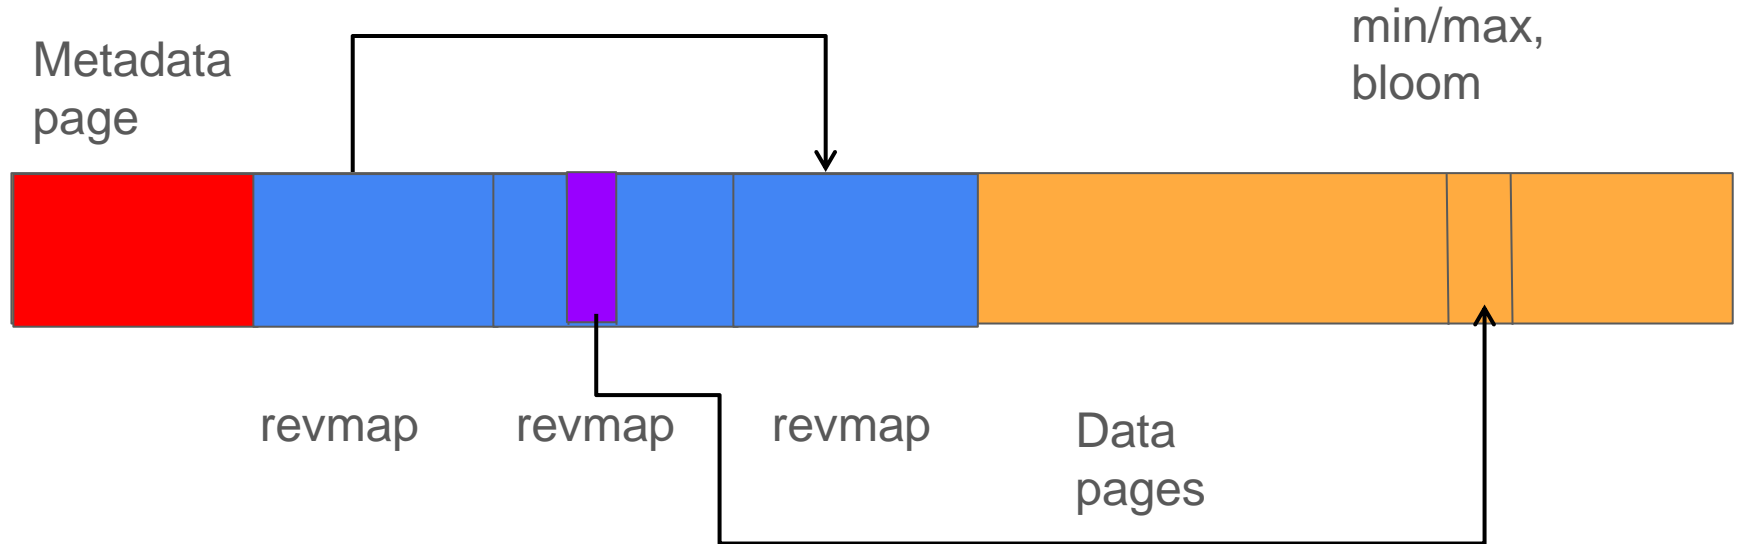 Metadata
page
min/max,
bloom
revmap
revmap
revmap
Data
pages